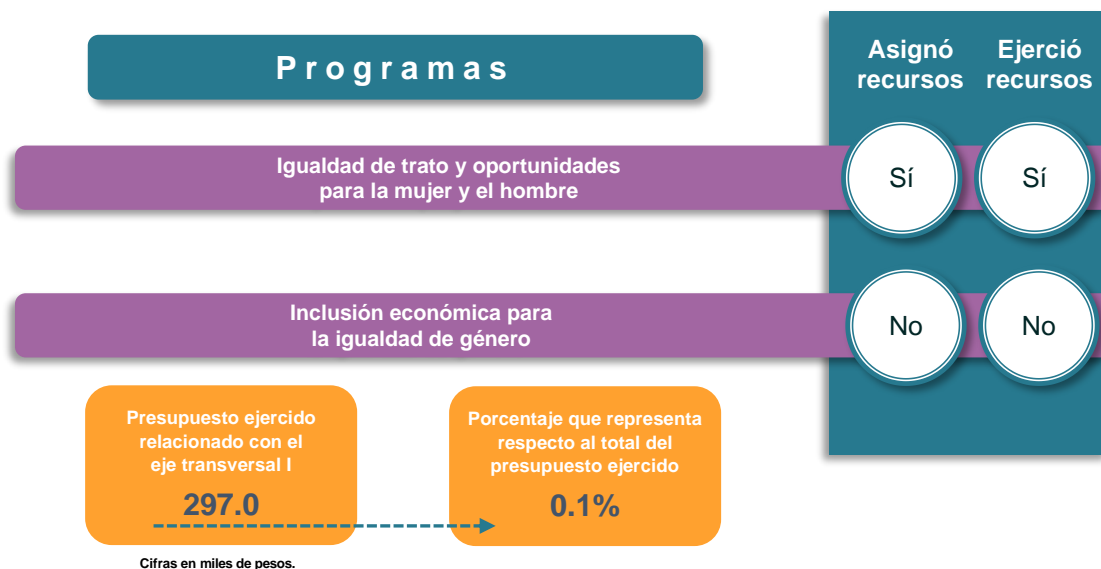 Programas
Asignó
recursos
Ejerció
recursos
Igualdad de trato y oportunidades
para la mujer y el hombre
Sí
Sí
Inclusión económica para
la igualdad de género
No
No
Presupuesto ejercido
relacionado con el
eje transversal I
297.0
Porcentaje que representa
respecto al total del
presupuesto ejercido
0.1%
Cifras en miles de pesos.